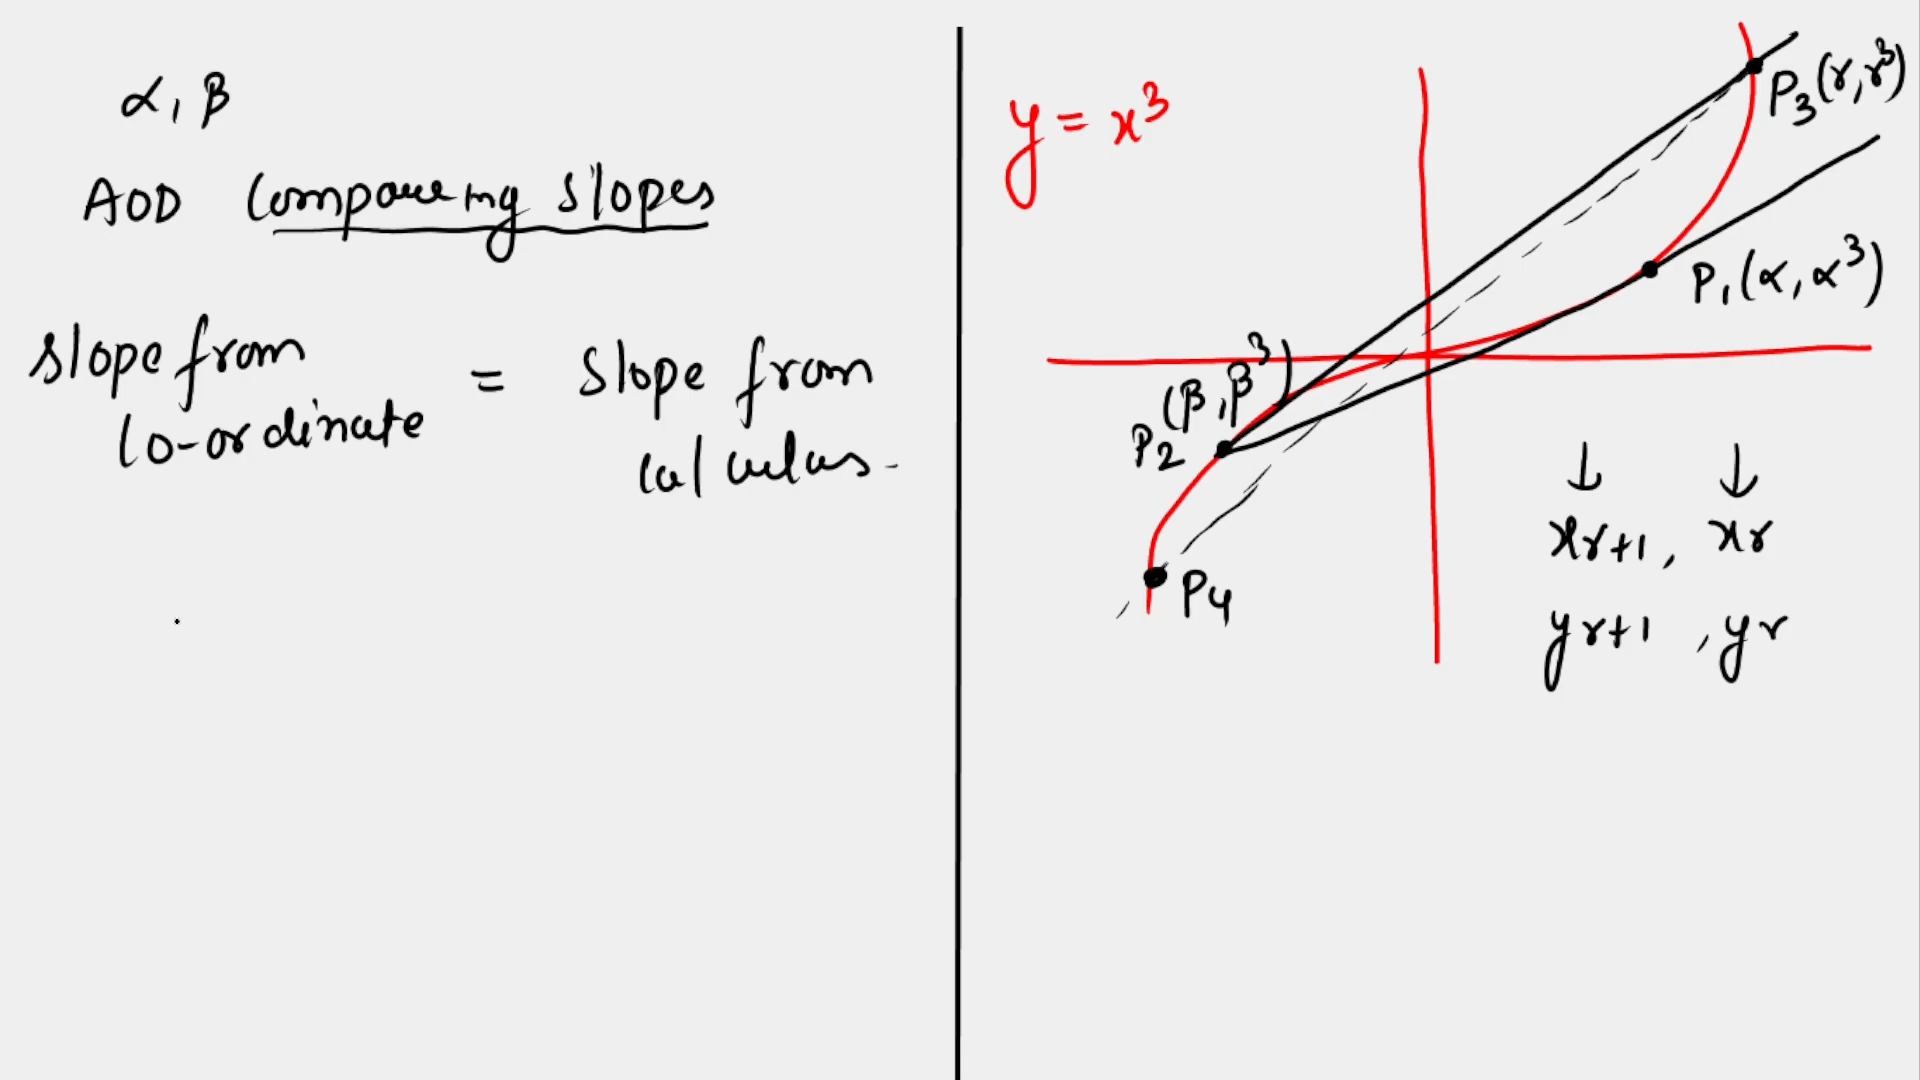 α, β
AOD Comparing slopes
slope from
co-ordinate
=
slope from
calculus.
y = x³
P₃(γ, γ³)
P₁(α, α³)
P₂(β, β³)
P₄
↓ ↓
xᵣ₊₁, xᵣ
yᵣ₊₁, yᵣ